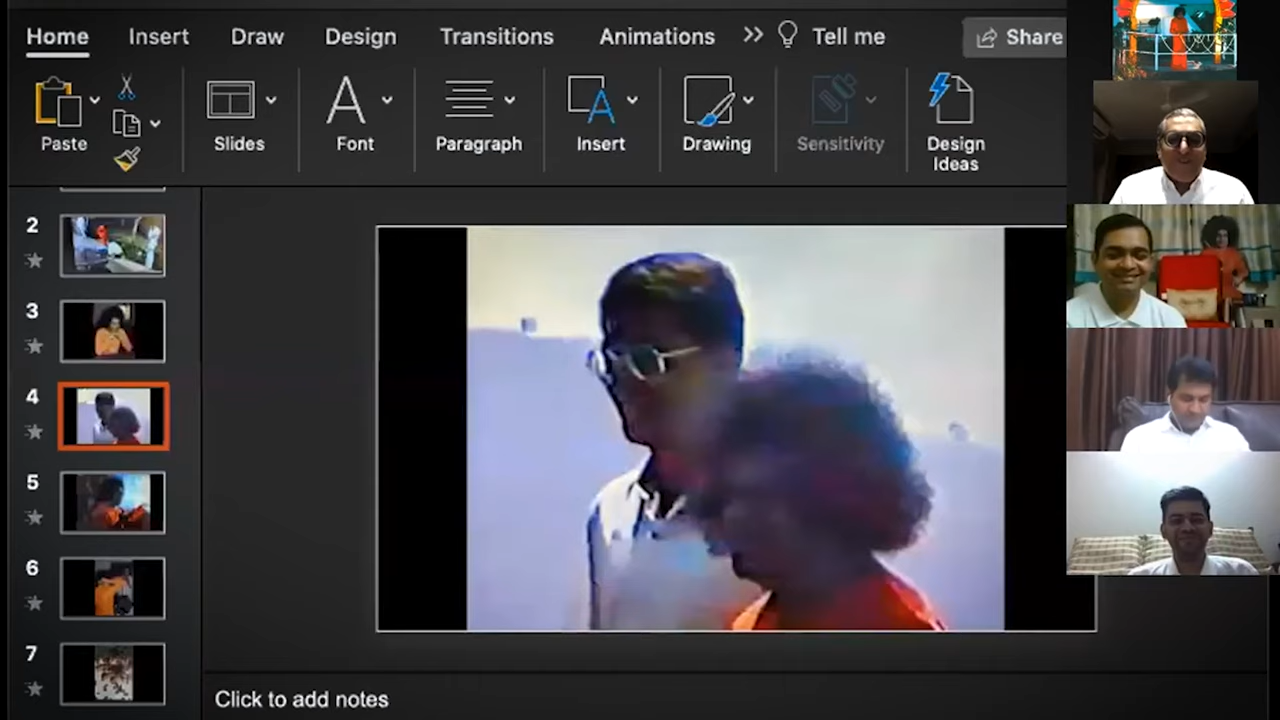 Home Insert Draw Design Transitions Animations Tell me Share
Paste Slides Font Paragraph Insert Drawing Sensitivity Design
Ideas
2
3
4
5
6
7
Click to add notes